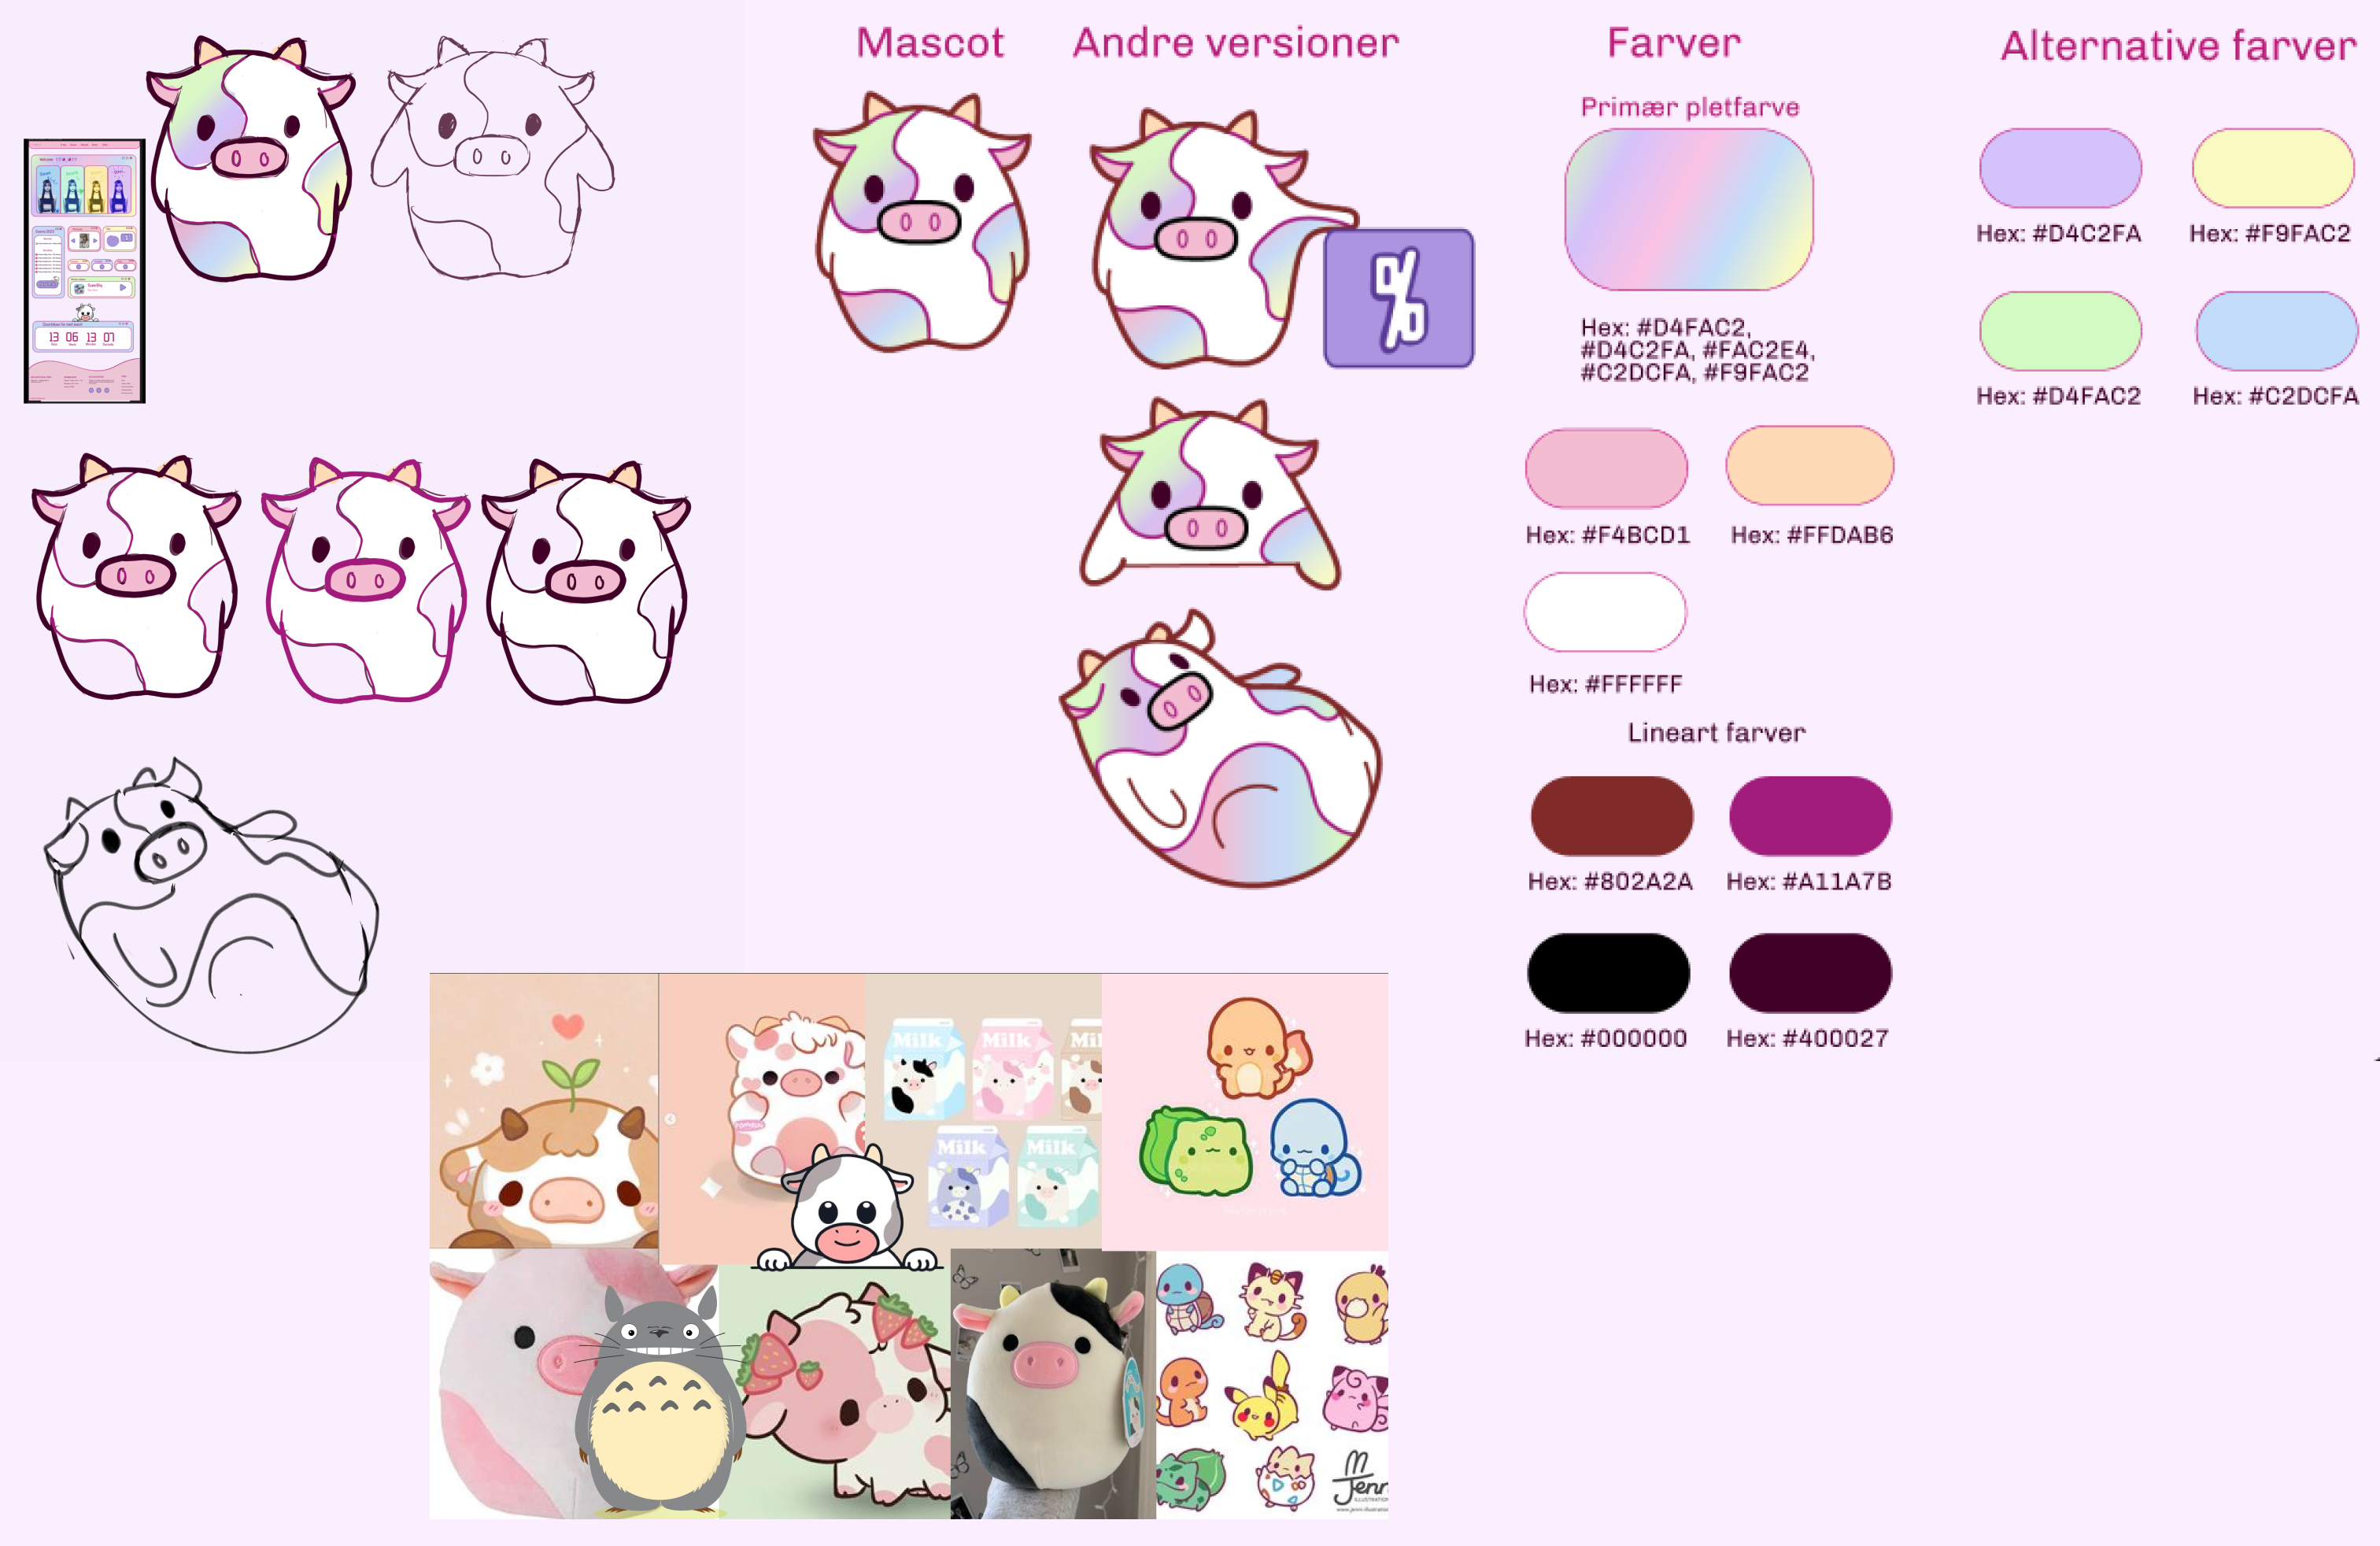 Mascot
Andre versioner
Farver
Alternative farver
Primær pletfarve
Hex: #D4FAC2,
#D4C2FA, #FAC2E4,
#C2DCFA, #F9FAC2
Hex: #D4C2FA
Hex: #F9FAC2
Hex: #D4FAC2
Hex: #C2DCFA
Hex: #F4BCD1
Hex: #FFDAB6
Hex: #FFFFFF
Lineart farver
Hex: #802A2A
Hex: #A11A7B
Hex: #000000
Hex: #400027
%
13 06 13 07
Milk
Milk
Mil
Milk
Milk
Jenn
ILLUSTRATION